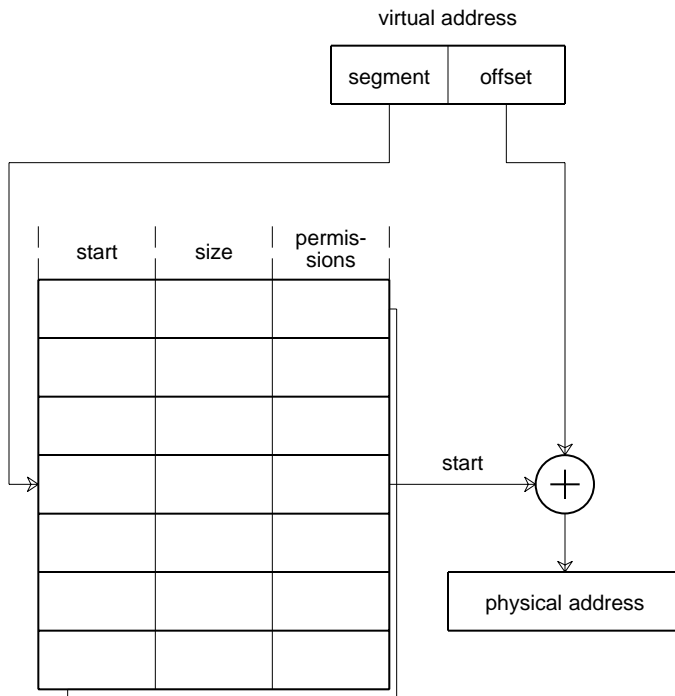 virtual address
segment offset
start size permis-
sions
start
+
physical address